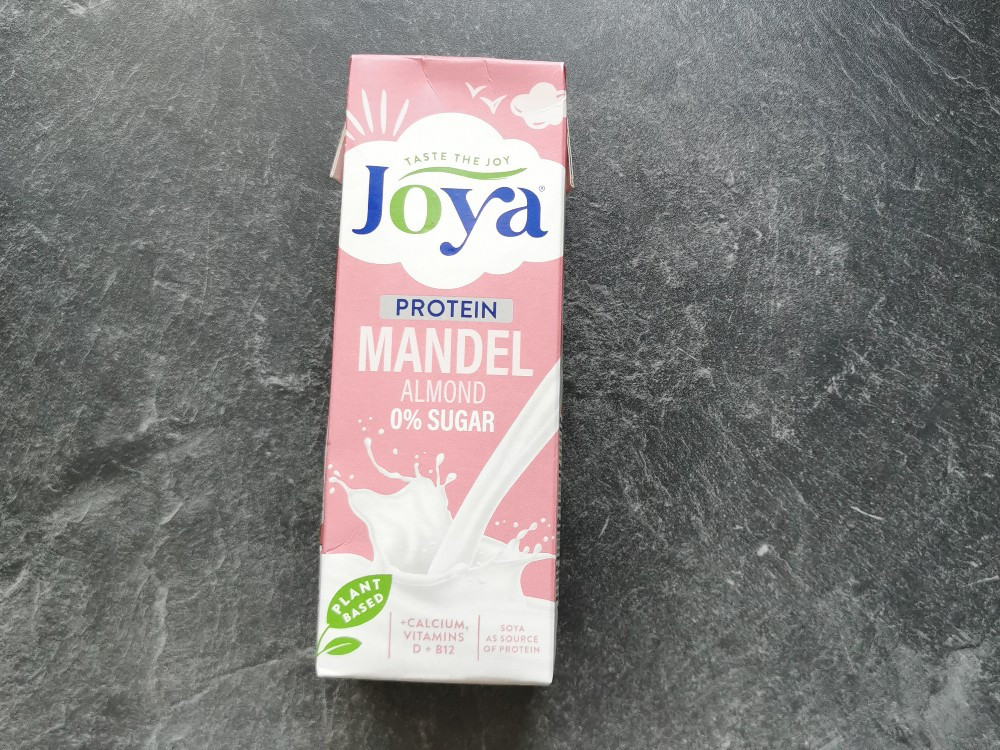 TASTE THE JOY
Joya®
PROTEIN
MANDEL
ALMOND
0% SUGAR
PLANT
BASED
+CALCIUM,
VITAMINS
D + B12
SOYA
AS SOURCE
OF PROTEIN